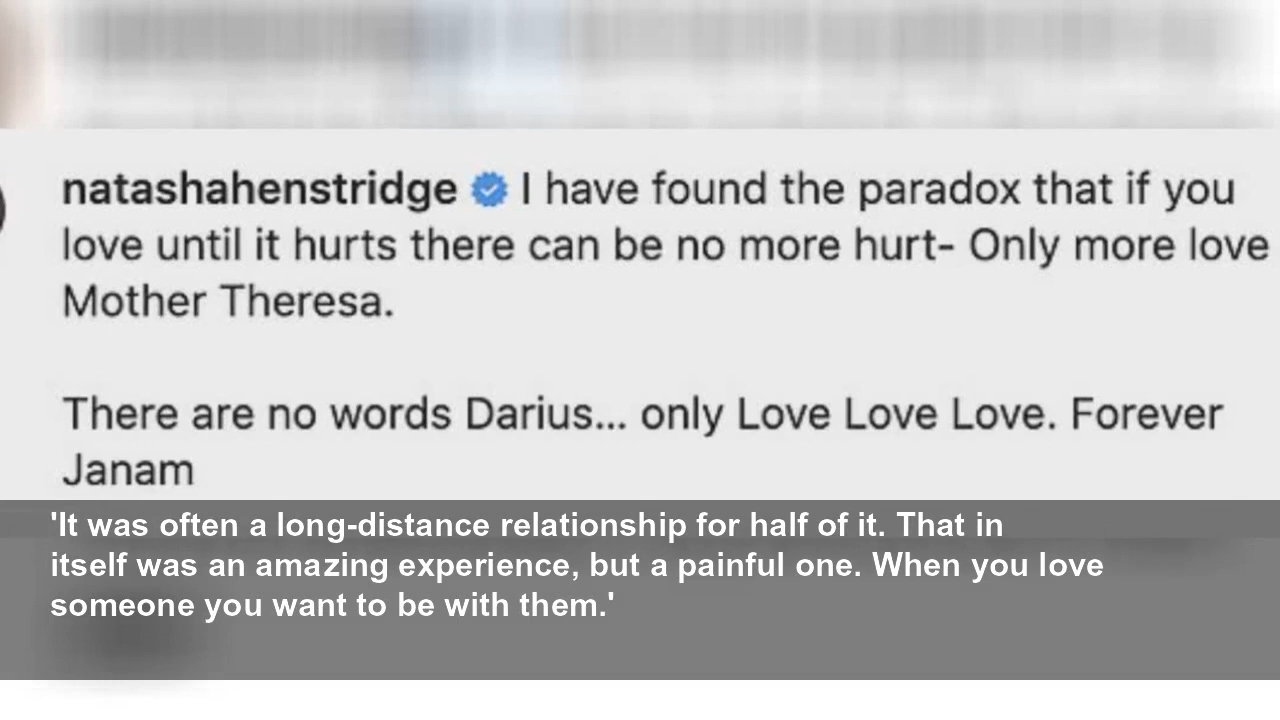 natashahenstridge I have found the paradox that if you
love until it hurts there can be no more hurt- Only more love
Mother Theresa.
There are no words Darius... only Love Love Love. Forever
Janam
'It was often a long-distance relationship for half of it. That in
itself was an amazing experience, but a painful one. When you love
someone you want to be with them.'